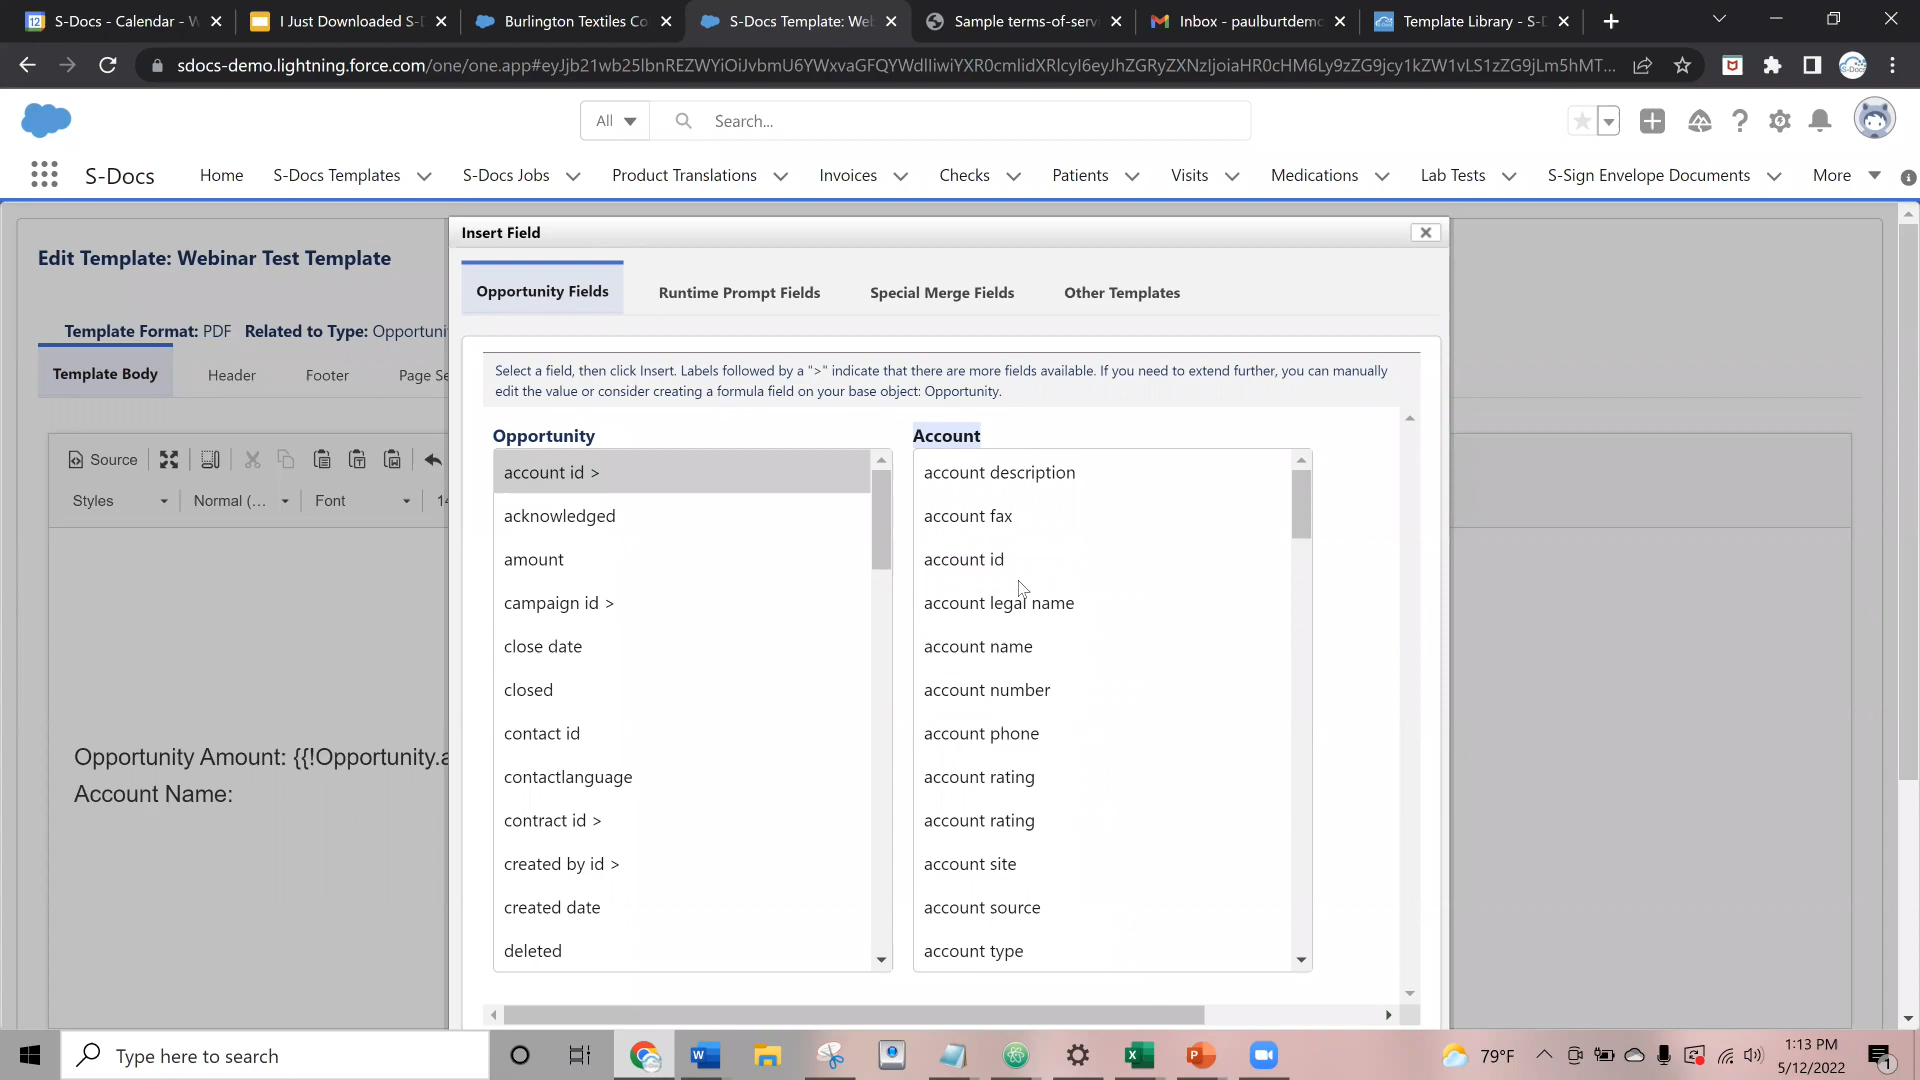 S-Docs - Calendar - W
I Just Downloaded S-D
Burlington Textiles Co
S-Docs Template: Web
Sample terms-of-servi
Inbox - paulburtdemo
Template Library - S-D
sdocs-demo.lightning.force.com/one/one.app#eyJjb21wb25lbnREZWYiOiJvbmU6YWxvaGFQYWdlIiwiYXR0cmlidXRlcyI6eyJhZGRyZXNzIjoiaHR0cHM6Ly9zZG9jcy1kZW1vLS1zZG9jLm5hMT...
All
Search...
S-Docs
Home
S-Docs Templates
S-Docs Jobs
Product Translations
Invoices
Checks
Patients
Visits
Medications
Lab Tests
S-Sign Envelope Documents
More
Edit Template: Webinar Test Template
Template Format: PDF Related to Type: Opportuni
Template Body
Header
Footer
Page Se
Source
Styles
Normal (...
Font
14
Opportunity Amount: {{!Opportunity.a
Account Name:
Insert Field
Opportunity Fields
Runtime Prompt Fields
Special Merge Fields
Other Templates
Select a field, then click Insert. Labels followed by a ">" indicate that there are more fields available. If you need to extend further, you can manually
edit the value or consider creating a formula field on your base object: Opportunity.
Opportunity
account id >
acknowledged
amount
campaign id >
close date
closed
contact id
contactlanguage
contract id >
created by id >
created date
deleted
Account
account description
account fax
account id
account legal name
account name
account number
account phone
account rating
account rating
account site
account source
account type
Type here to search
79°F
1:13 PM
5/12/2022
1